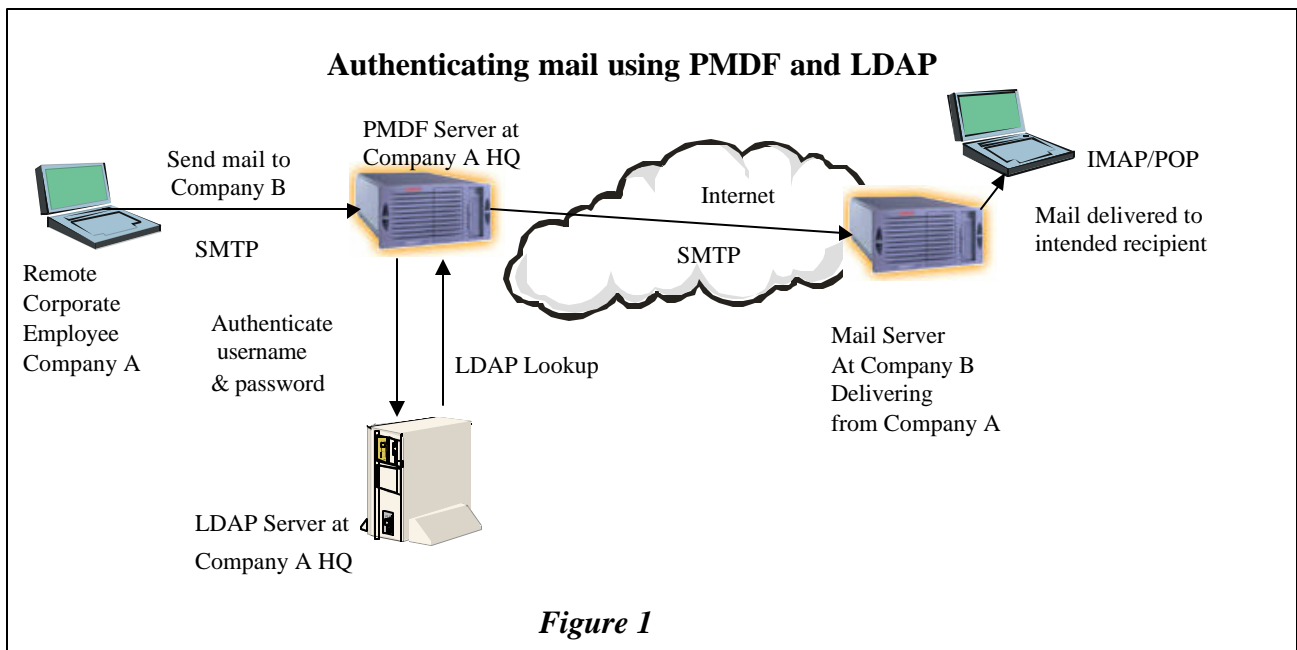 Authenticating mail using PMDF and LDAP
Send mail to
Company B
SMTP
Remote
Corporate
Employee
Company A
PMDF Server at
Company A HQ
Authenticate
username
& password
LDAP Lookup
LDAP Server at
Company A HQ
Internet
SMTP
Mail Server
At Company B
Delivering
from Company A
IMAP/POP
Mail delivered to
intended recipient
Figure 1